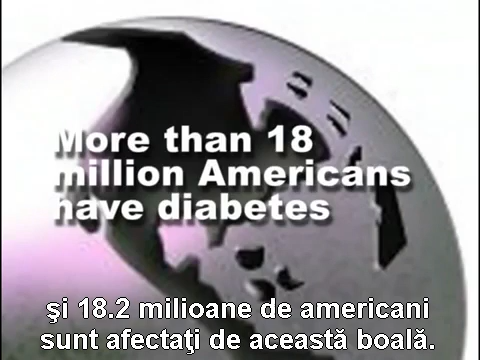 More than 18
million Americans
have diabetes
şi 18.2 milioane de americani
sunt afectaţi de această boală.